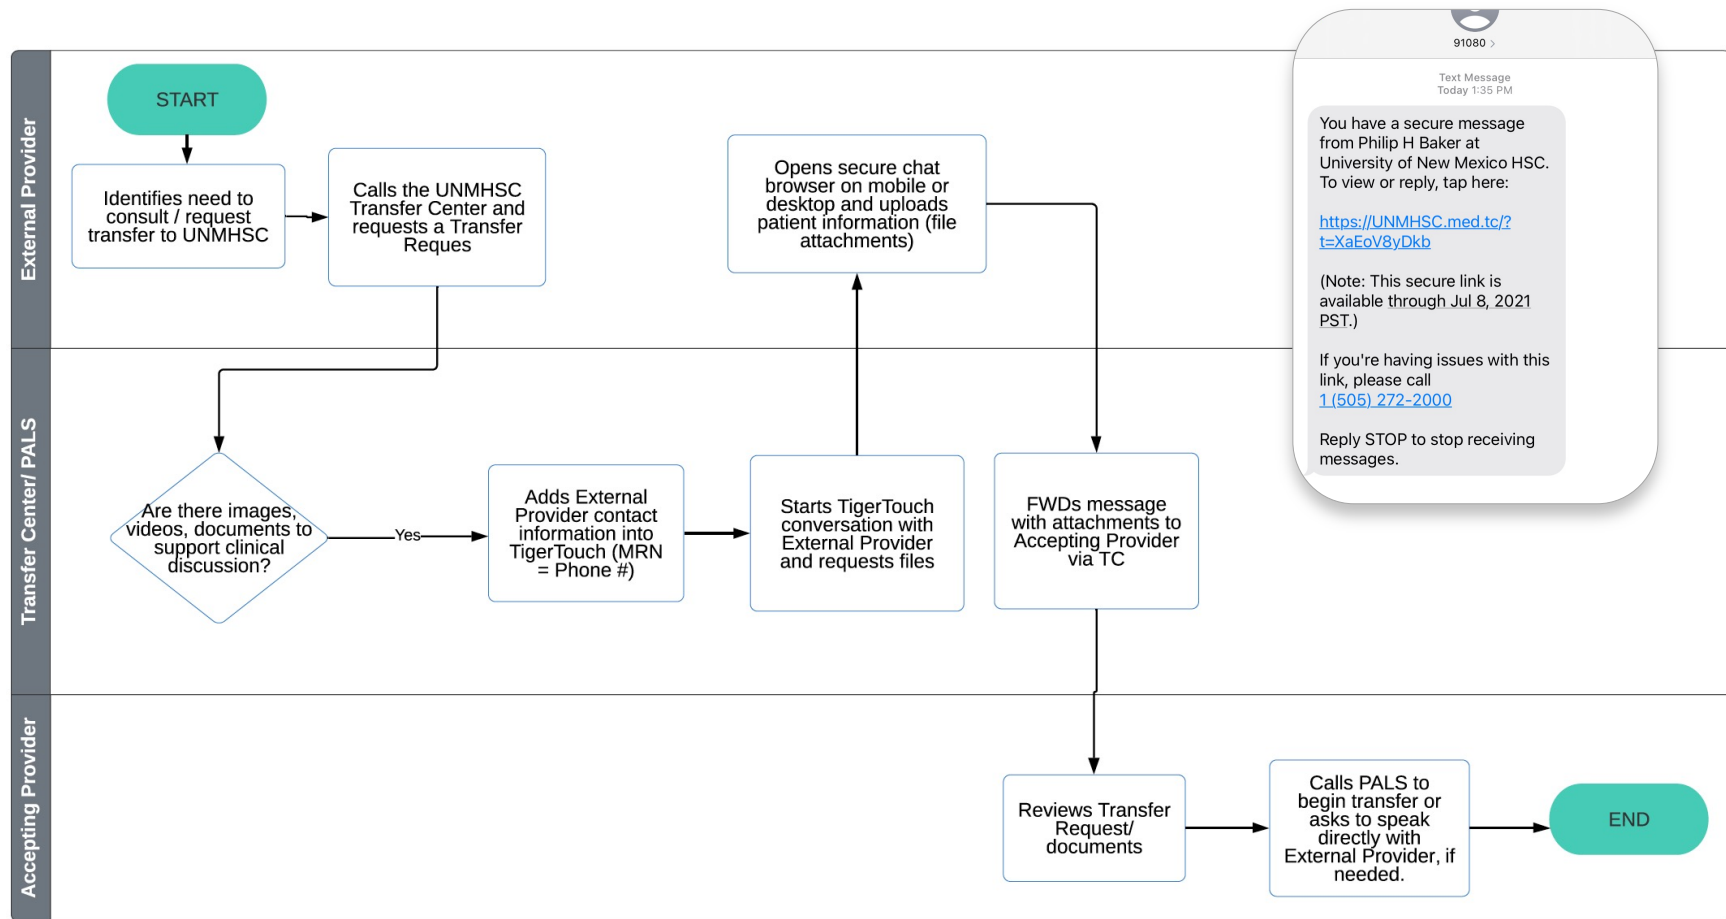 External Provider
START
Identifies need to
consult / request
transfer to UNMHSC
Calls the UNMHSC
Transfer Center and
requests a Transfer
Reques
Opens secure chat
browser on mobile or
desktop and uploads
patient information (file
attachments)
91080 >
Text Message
Today 1:35 PM
You have a secure message
from Philip H Baker at
University of New Mexico HSC.
To view or reply, tap here:
https://UNMHSC.med.tc/?
t=XaEoV8yDkb
(Note: This secure link is
available through Jul 8, 2021
PST.)
If you're having issues with this
link, please call
1 (505) 272-2000
Reply STOP to stop receiving
messages.
Transfer Center/ PALS
Are there images,
videos, documents to
support clinical
discussion?
Yes
Adds External
Provider contact
information into
TigerTouch (MRN
= Phone #)
Starts TigerTouch
conversation with
External Provider
and requests files
FWDs message
with attachments to
Accepting Provider
via TC
Accepting Provider
Reviews Transfer
Request/
documents
Calls PALS to
begin transfer or
asks to speak
directly with
External Provider, if
needed.
END